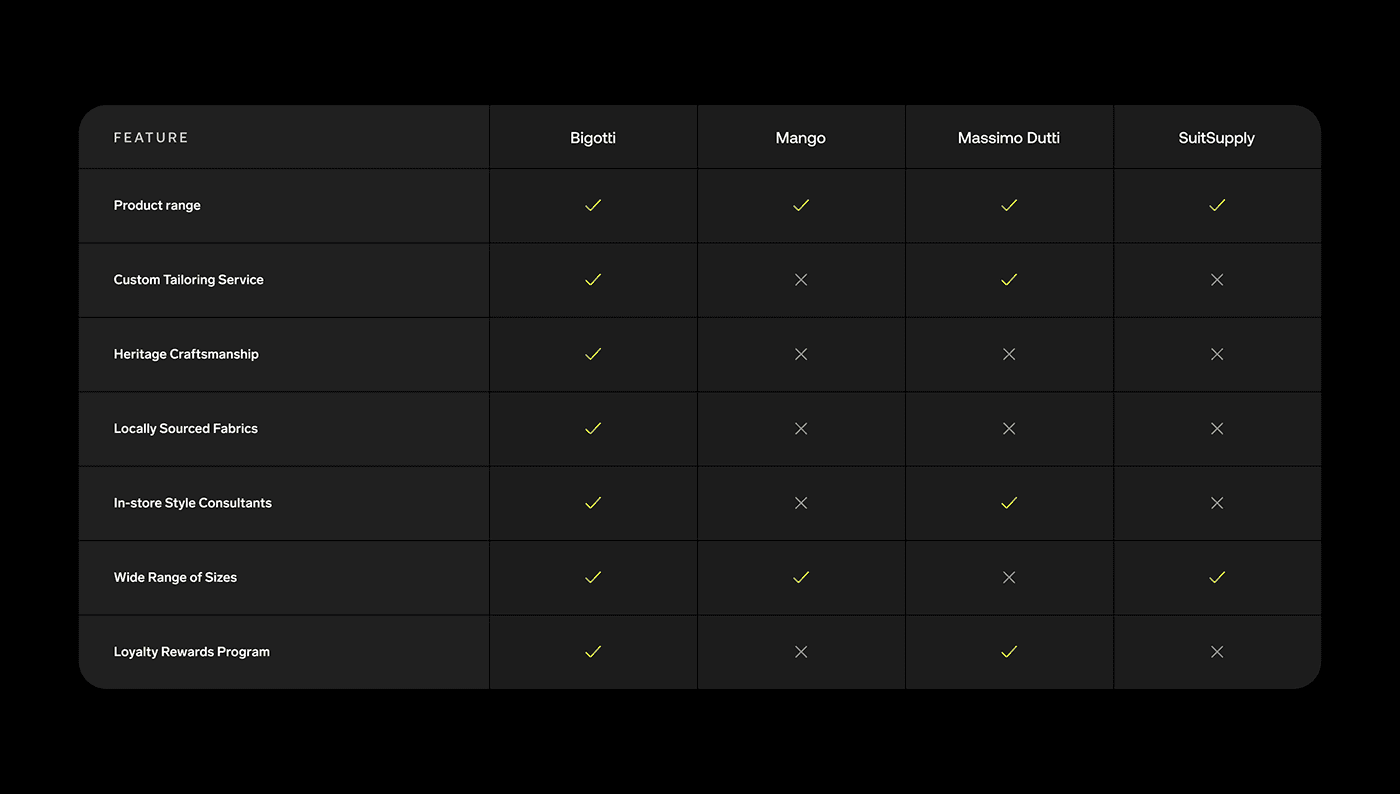 FEATURE Bigotti Mango Massimo Dutti SuitSupply
Product range
Custom Tailoring Service
Heritage Craftsmanship
Locally Sourced Fabrics
In-store Style Consultants
Wide Range of Sizes
Loyalty Rewards Program